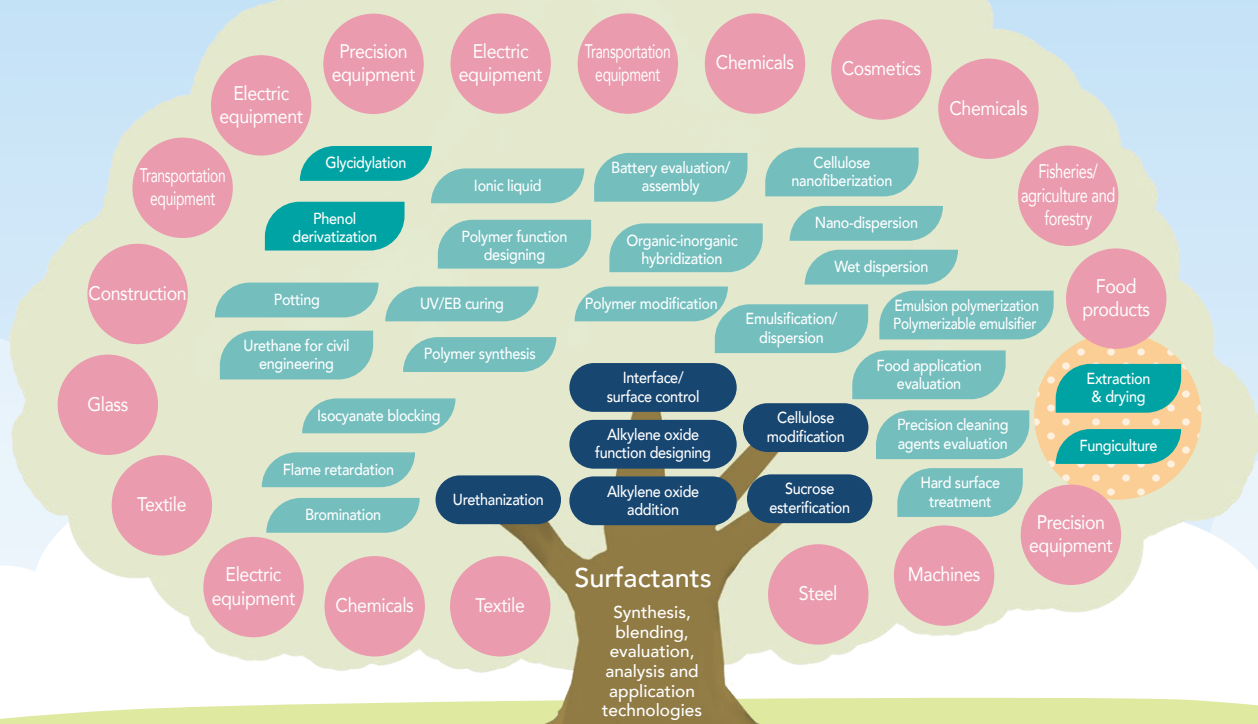 Precision
equipment
Electric
equipment
Transportation
equipment
Chemicals
Cosmetics
Electric
equipment
Chemicals
Transportation
equipment
Fisheries/
agriculture and
forestry
Construction
Food
products
Glass
Textile
Precision
equipment
Electric
equipment
Chemicals
Textile
Steel
Machines
Glycidylation
Phenol
derivatization
Ionic liquid
Battery evaluation/
assembly
Cellulose
nanofiberization
Polymer function
designing
Organic-inorganic
hybridization
Nano-dispersion
Wet dispersion
Potting
UV/EB curing
Polymer modification
Emulsification/
dispersion
Emulsion polymerization
Polymerizable emulsifier
Urethane for civil
engineering
Polymer synthesis
Food application
evaluation
Extraction
& drying
Isocyanate blocking
Precision cleaning
agents evaluation
Fungiculture
Flame retardation
Hard surface
treatment
Bromination
Interface/
surface control
Alkylene oxide
function designing
Cellulose
modification
Urethanization
Alkylene oxide
addition
Sucrose
esterification
Surfactants
Synthesis,
blending,
evaluation,
analysis and
application
technologies